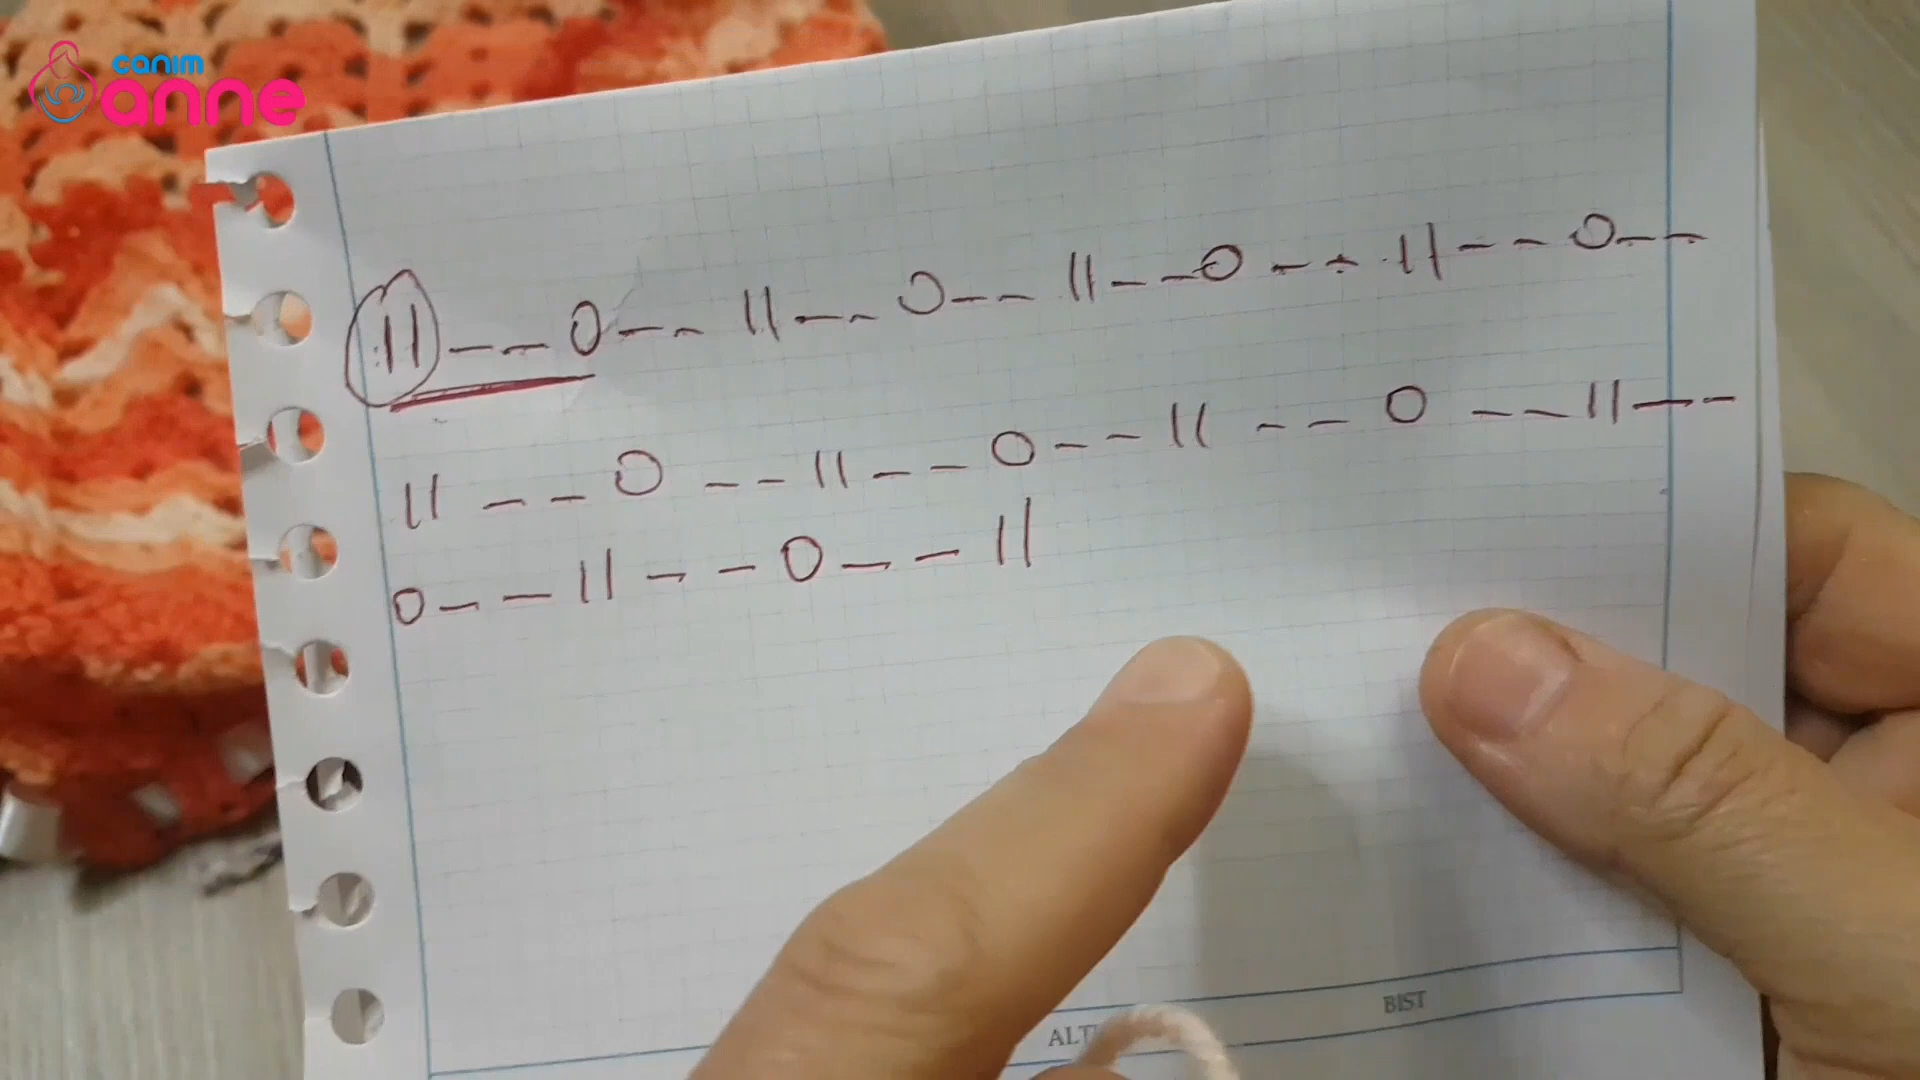 canım
anne
11 -- 0 -- 11 -- 0 -- 11 -- 0 -- 11 -- 0 --
11 -- 0 -- 11 -- 0 -- 11 -- 0 -- 11 --
0 -- 11 -- 0 -- 11
BIST